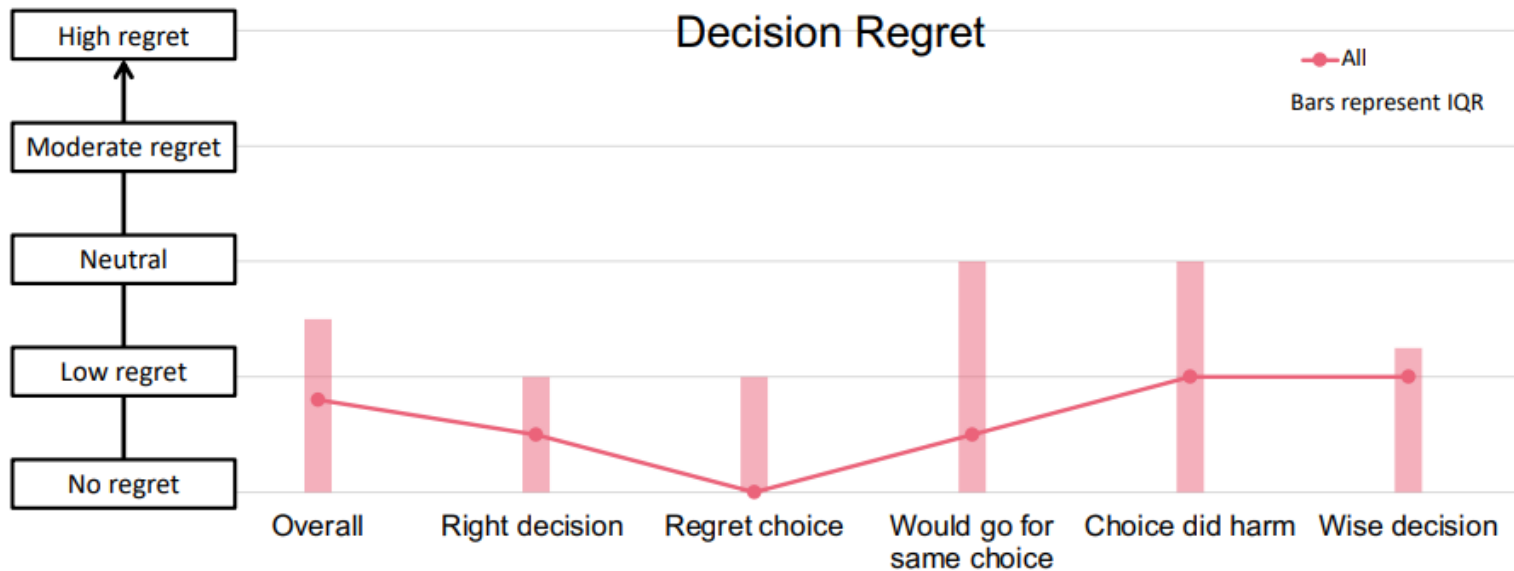 Decision Regret
All
Bars represent IQR
High regret
Moderate regret
Neutral
Low regret
No regret
Overall
Right decision
Regret choice
Would go for
same choice
Choice did harm
Wise decision